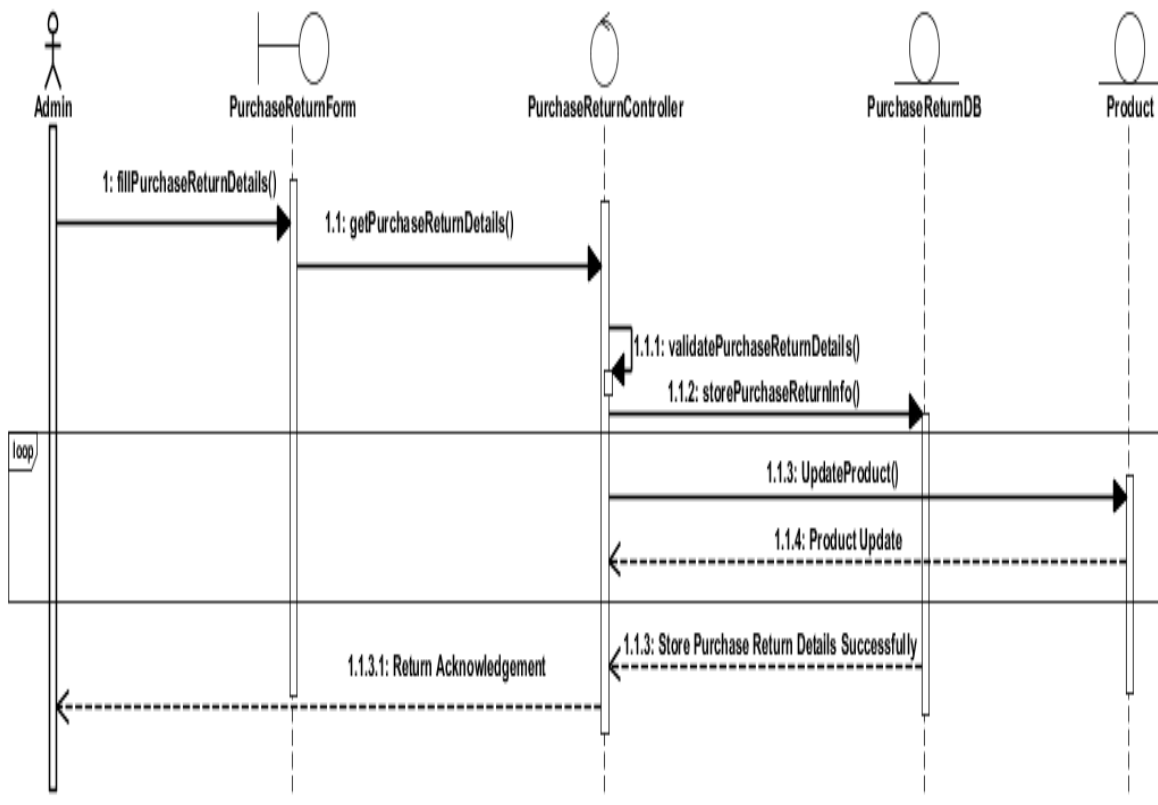 Admin
PurchaseReturnForm
PurchaseReturnController
PurchaseReturnDB
Product
1: fillPurchaseReturnDetails()
1.1: getPurchaseReturnDetails()
1.1.1: validatePurchaseReturnDetails()
1.1.2: storePurchaseReturnInfo()
loop
1.1.3: UpdateProduct()
1.1.4: Product Update
1.1.3: Store Purchase Return Details Successfully
1.1.3.1: Return Acknowledgement